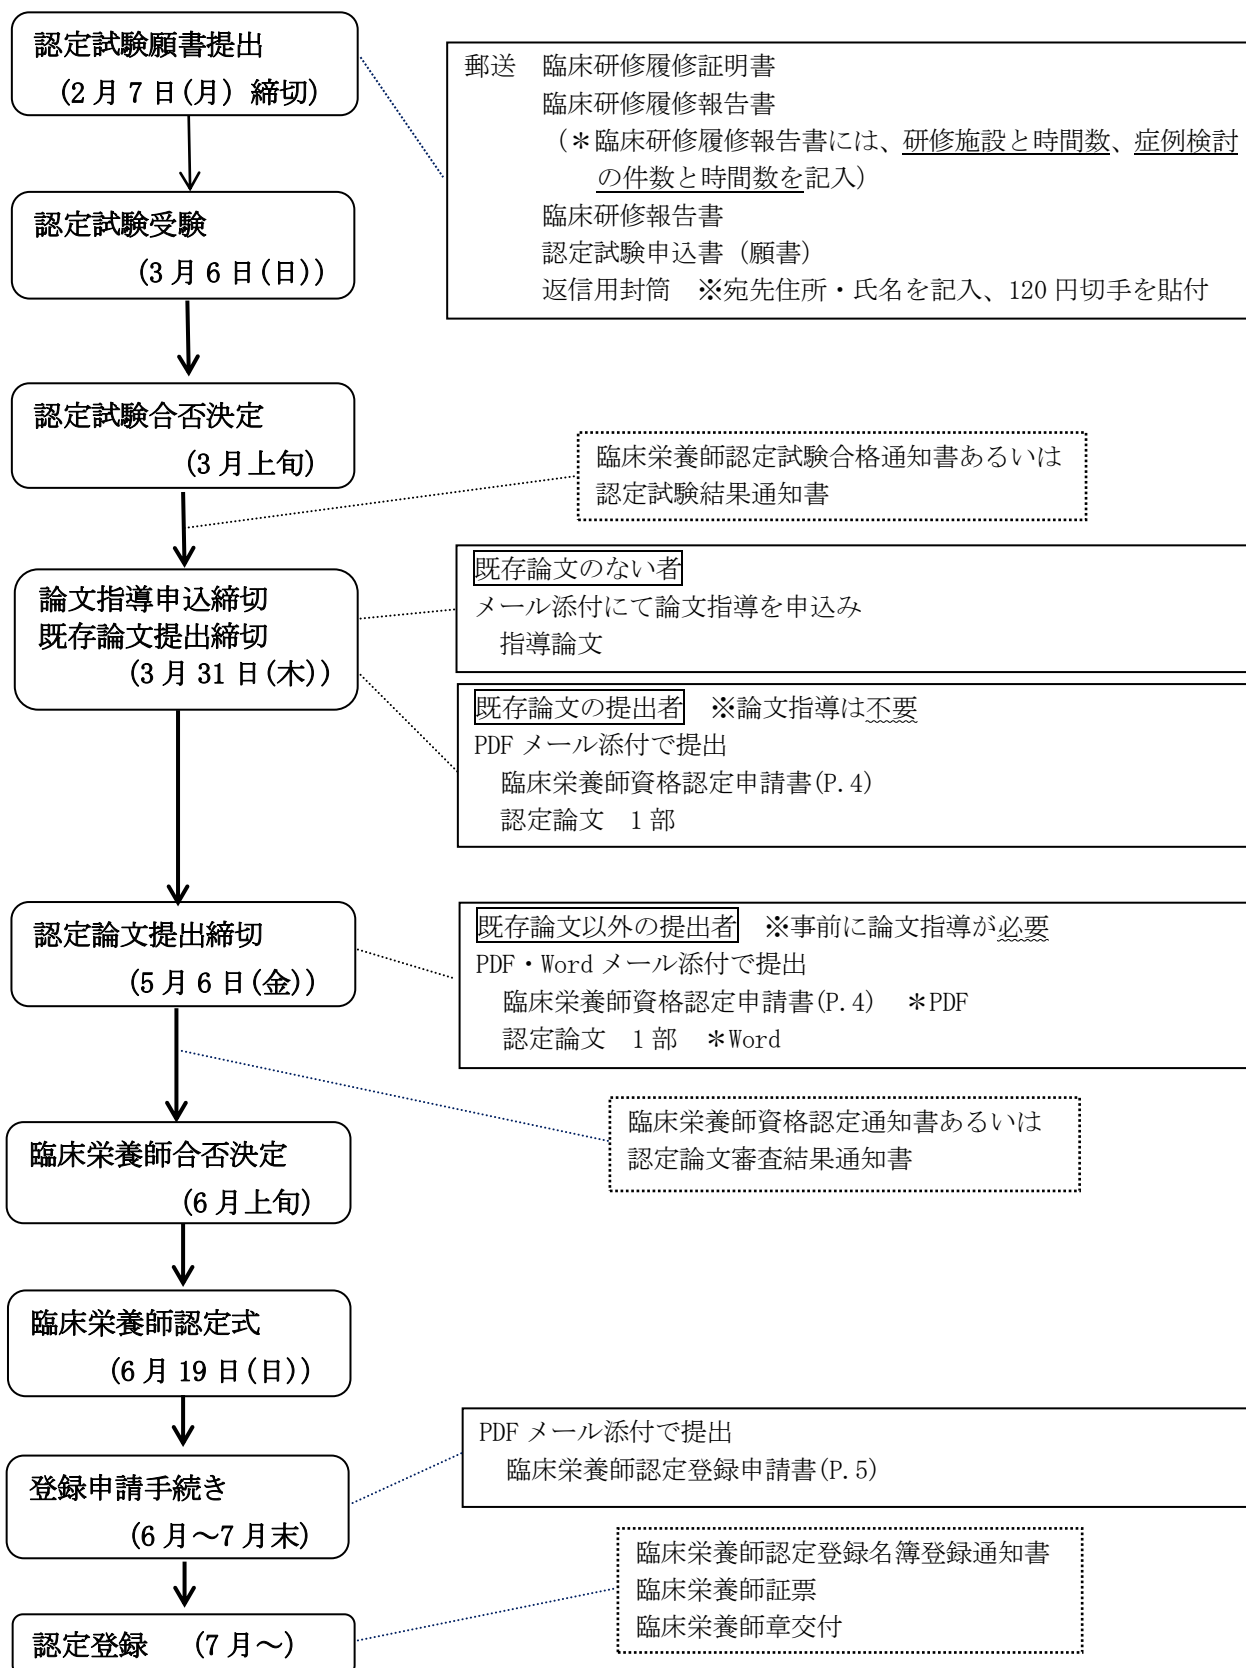 認定試験願書提出
(2月7日(月) 締切)
郵送　臨床研修履修証明書
臨床研修履修報告書
(＊臨床研修履修報告書には、研修施設と時間数、症例検討
の件数と時間数を記入)
臨床研修報告書
認定試験申込書（願書）
返信用封筒　※宛先住所・氏名を記入、120円切手を貼付
認定試験受験
(3月6日(日))
認定試験合否決定
(3月上旬)
臨床栄養師認定試験合格通知書あるいは
認定試験結果通知書
論文指導申込締切
既存論文提出締切
(3月31日(木))
既存論文のない者
メール添付にて論文指導を申込み
指導論文
既存論文の提出者　※論文指導は不要
PDFメール添付で提出
臨床栄養師資格認定申請書(P.4)
認定論文　1部
認定論文提出締切
(5月6日(金))
既存論文以外の提出者　※事前に論文指導が必要
PDF・Wordメール添付で提出
臨床栄養師資格認定申請書(P.4)　＊PDF
認定論文　1部　＊Word
臨床栄養師資格認定通知書あるいは
認定論文審査結果通知書
臨床栄養師合否決定
(6月上旬)
臨床栄養師認定式
(6月19日(日))
登録申請手続き
(6月～7月末)
PDFメール添付で提出
臨床栄養師認定登録申請書(P.5)
臨床栄養師認定登録名簿登録通知書
臨床栄養師証票
臨床栄養師章交付
認定登録　(7月～)